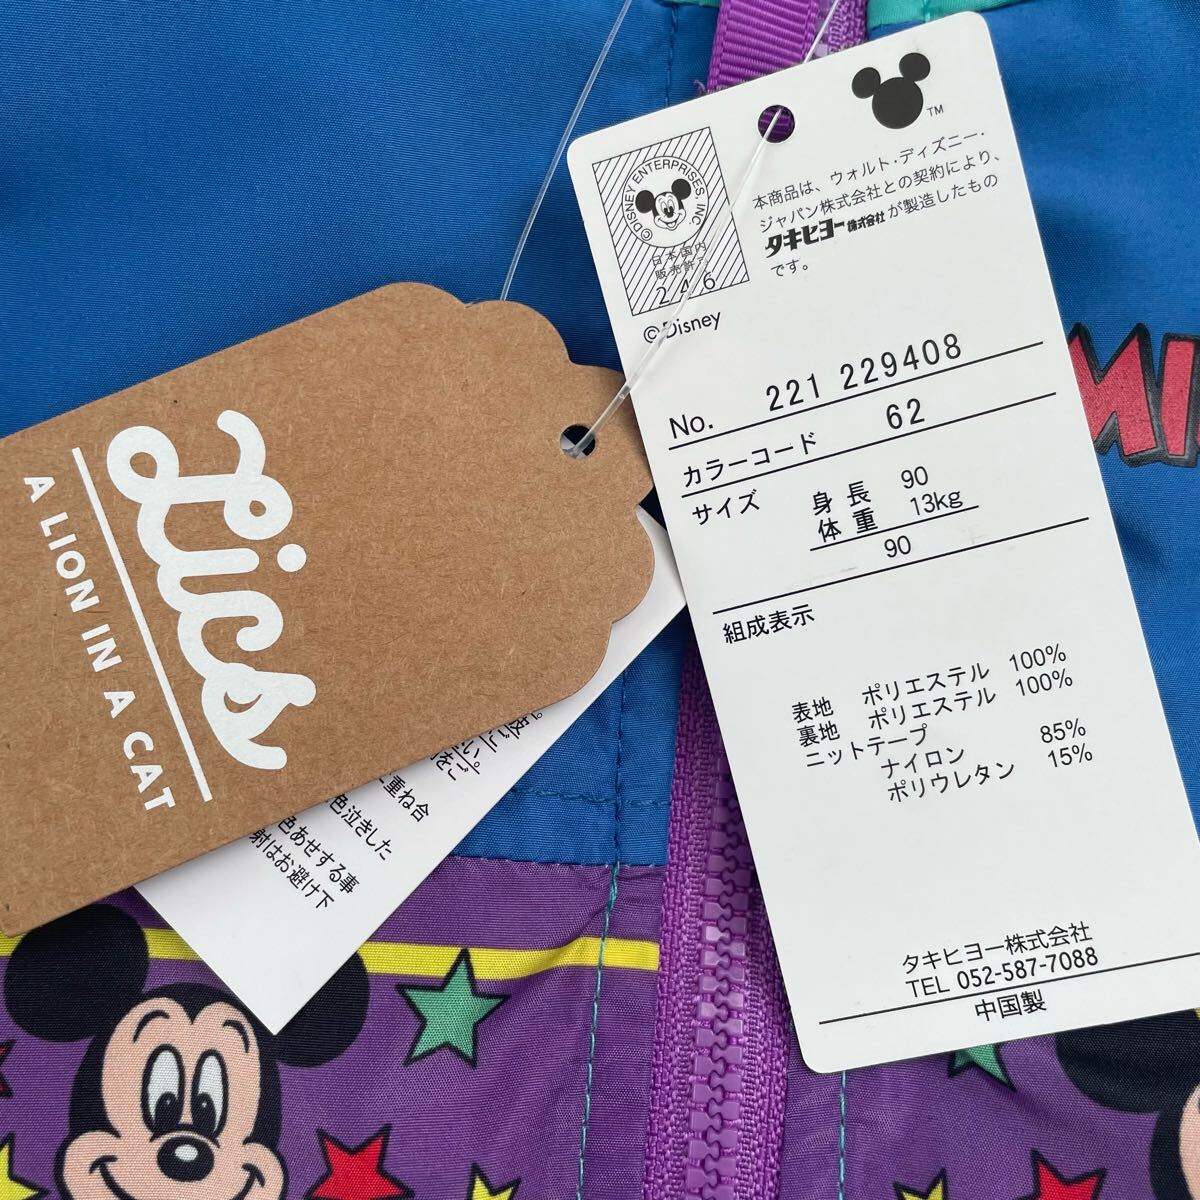 Lics
A LION IN A CAT
© DISNEY ENTERPRISES INC
日本国内
販売許可
246
©Disney
TM
本商品は、ウォルト・ディズニー・
ジャパン株式会社との契約により、
タキヒヨー株式会社が製造したもの
です。
No. 221 229408
カラーコード 62
サイズ 身長 90
体重 13kg
90
組成表示
表地 ポリエステル 100%
裏地 ポリエステル 100%
ニットテープ
ナイロン 85%
ポリウレタン 15%
タキヒヨー株式会社
TEL 052-587-7088
中国製
重ね合
色泣きした
色あせする事
射はお避け下
MI